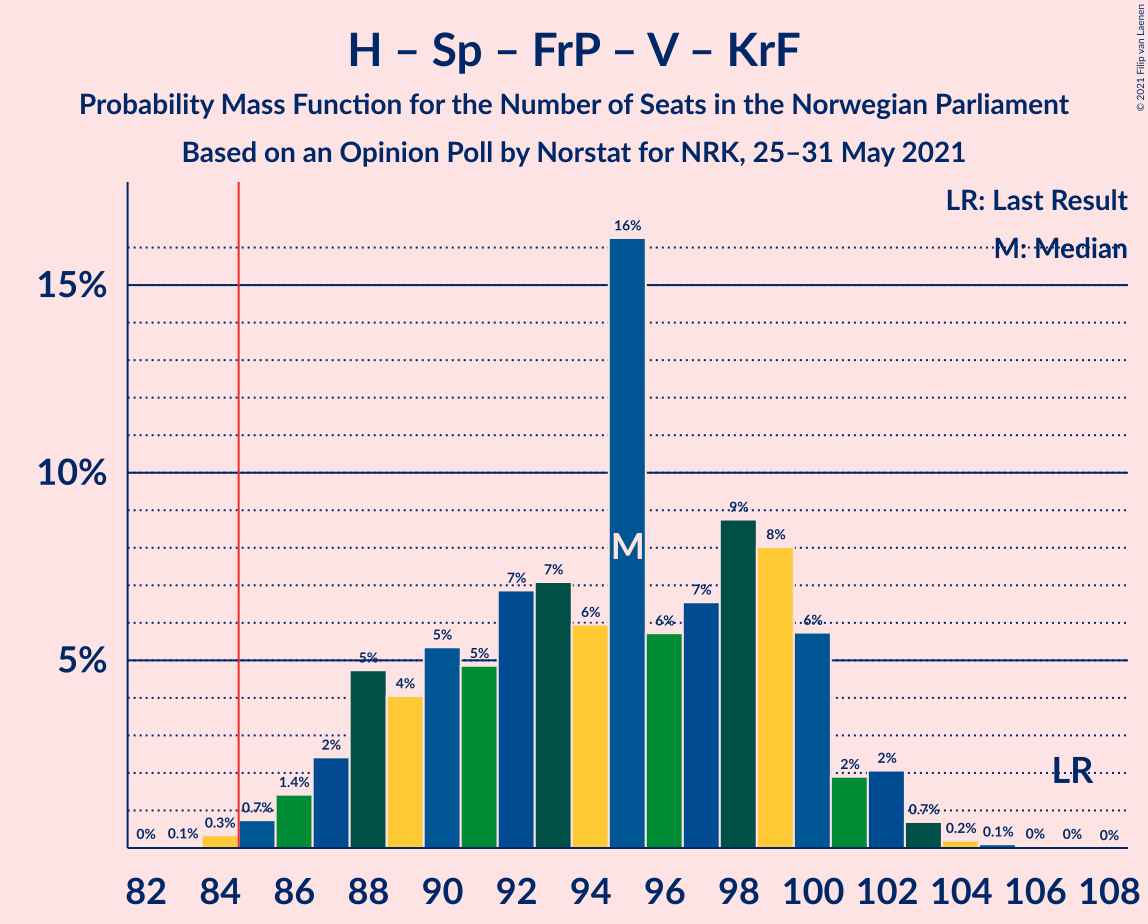 H – Sp – FrP – V – KrF
Probability Mass Function for the Number of Seats in the Norwegian Parliament
Based on an Opinion Poll by Norstat for NRK, 25–31 May 2021
© 2021 Filip van Laenen
LR: Last Result
M: Median
15%
10%
5%
0% 0.1% 0.3% 0.7% 1.4% 2% 5% 4% 5% 5% 7% 7% 6% 16% 6% 7% 9% 8% 6% 2% 2% 0.7% 0.2% 0.1% 0% 0% 0%
M
LR
82 84 86 88 90 92 94 96 98 100 102 104 106 108